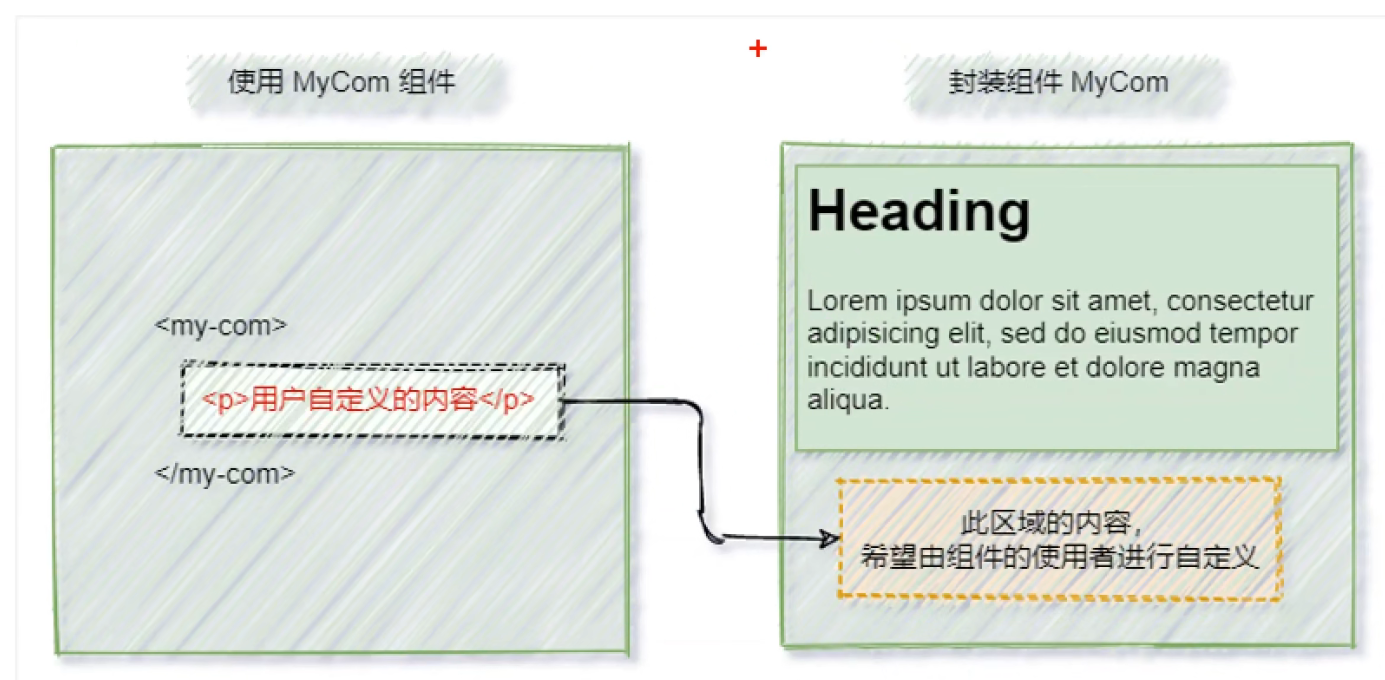 使用 MyCom 组件
<my-com>
<p>用户自定义的内容</p>
</my-com>
封装组件 MyCom
Heading
Lorem ipsum dolor sit amet, consectetur
adipisicing elit, sed do eiusmod tempor
incididunt ut labore et dolore magna
aliqua.
此区域的内容，
希望由组件的使用者进行自定义